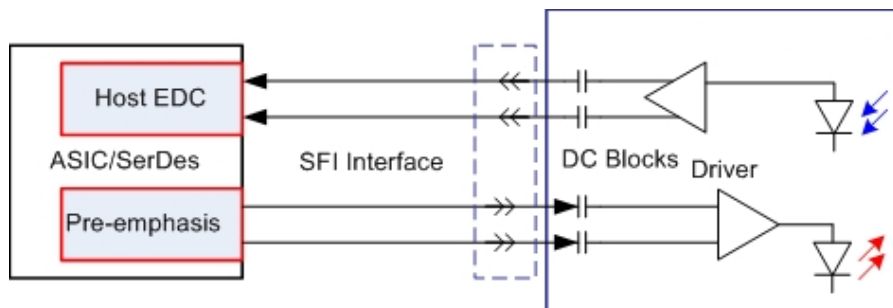 Host EDC
ASIC/SerDes
SFI Interface
DC Blocks
Driver
Pre-emphasis